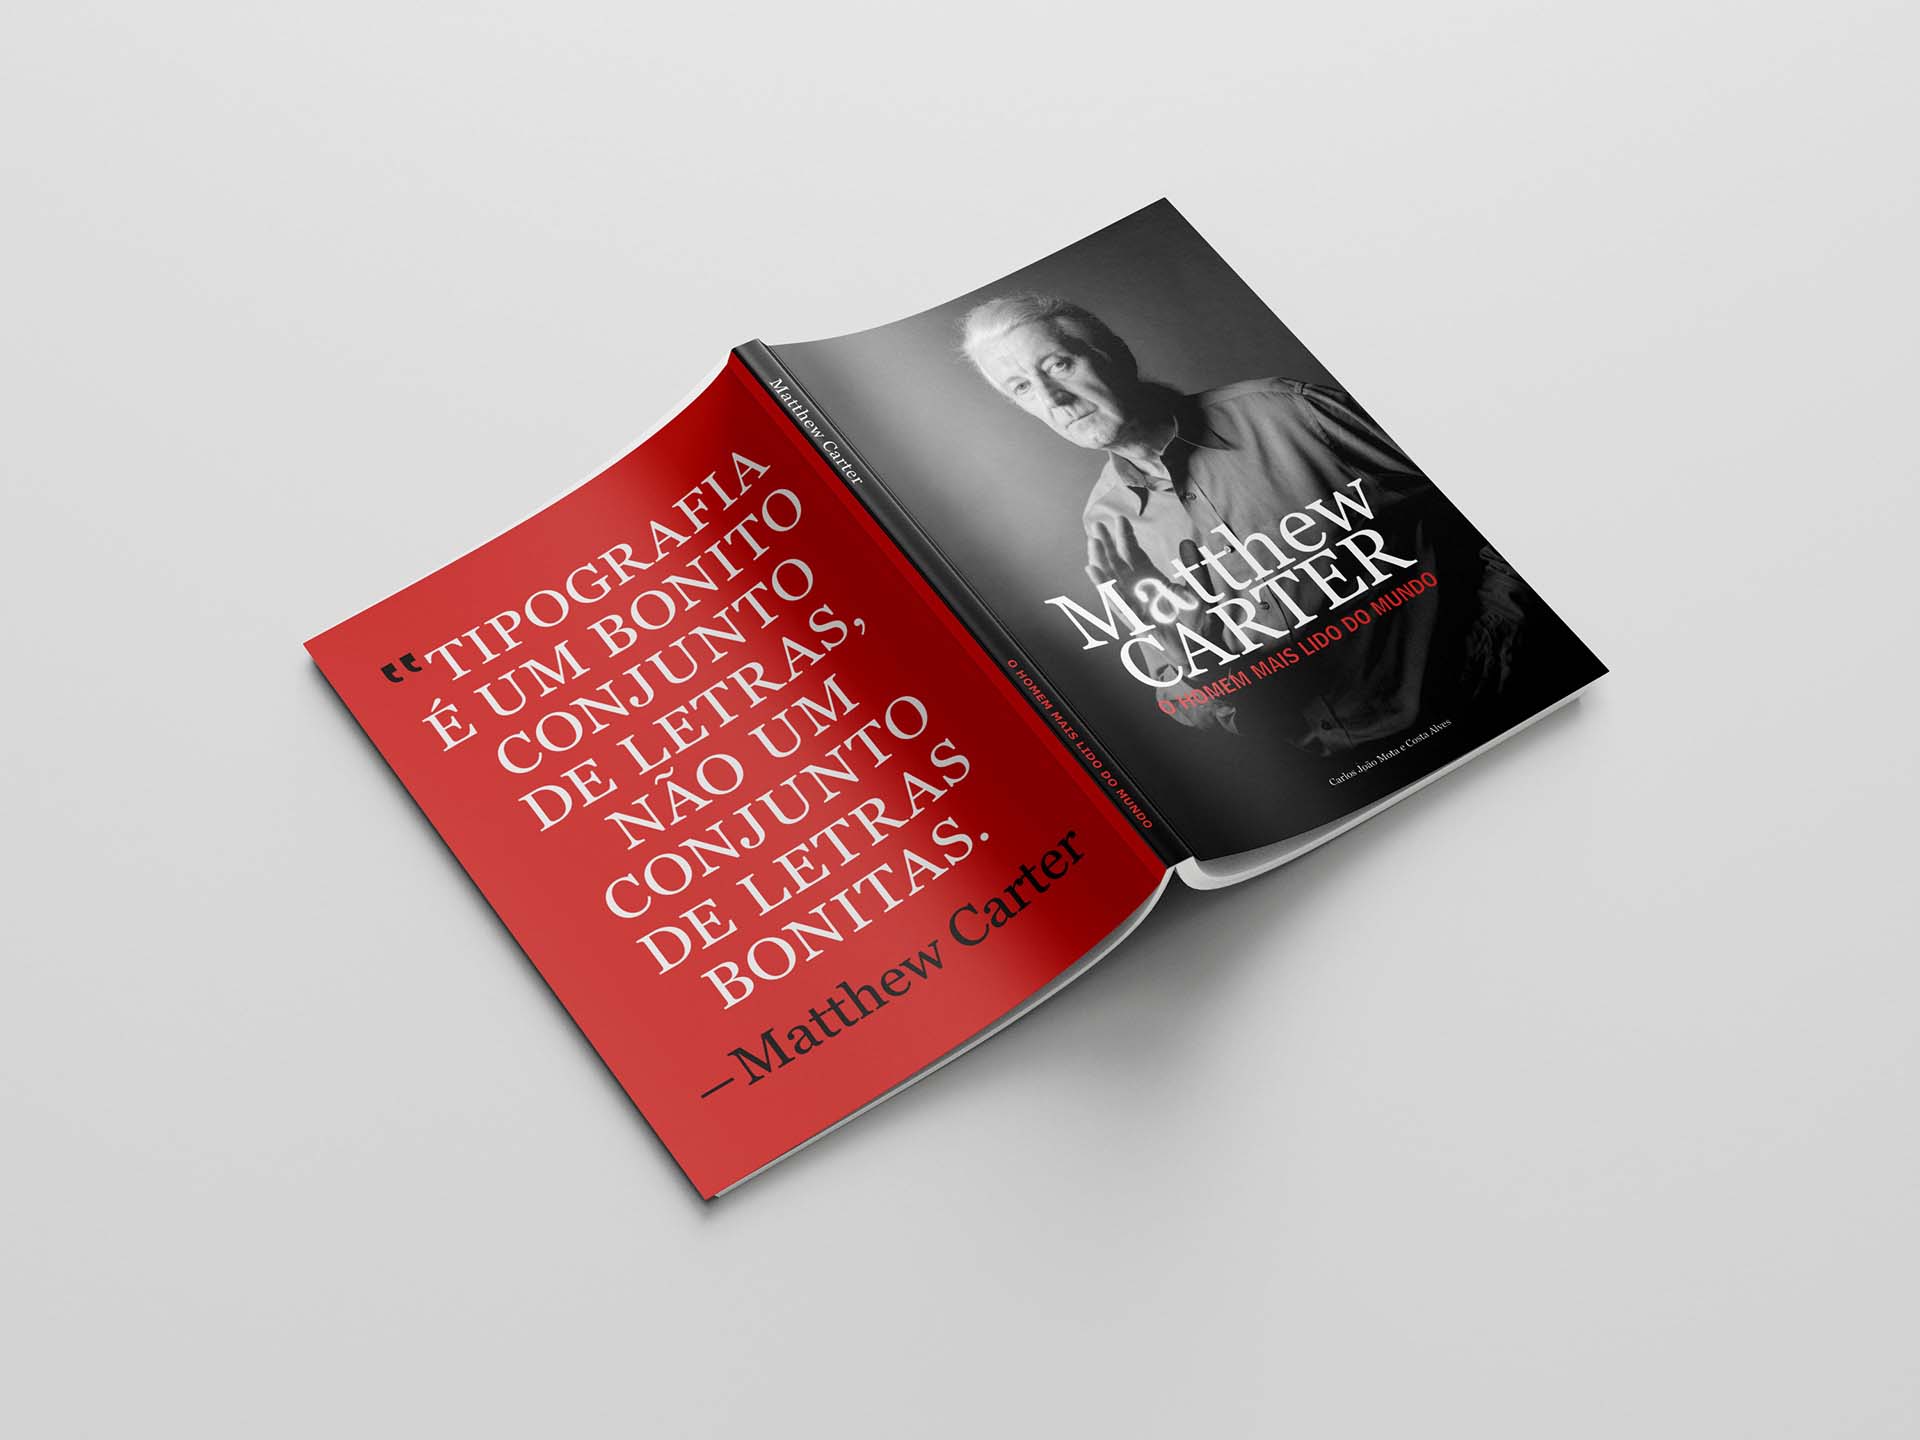 “TIPOGRAFIA
É UM BONITO
CONJUNTO
DE LETRAS,
NÃO UM
CONJUNTO
DE LETRAS
BONITAS.
—Matthew Carter
Matthew Carter
O HOMEM MAIS LIDO DO MUNDO
Matthew
CARTER
O HOMEM MAIS LIDO DO MUNDO
Carlos João Mota e Costa Alves